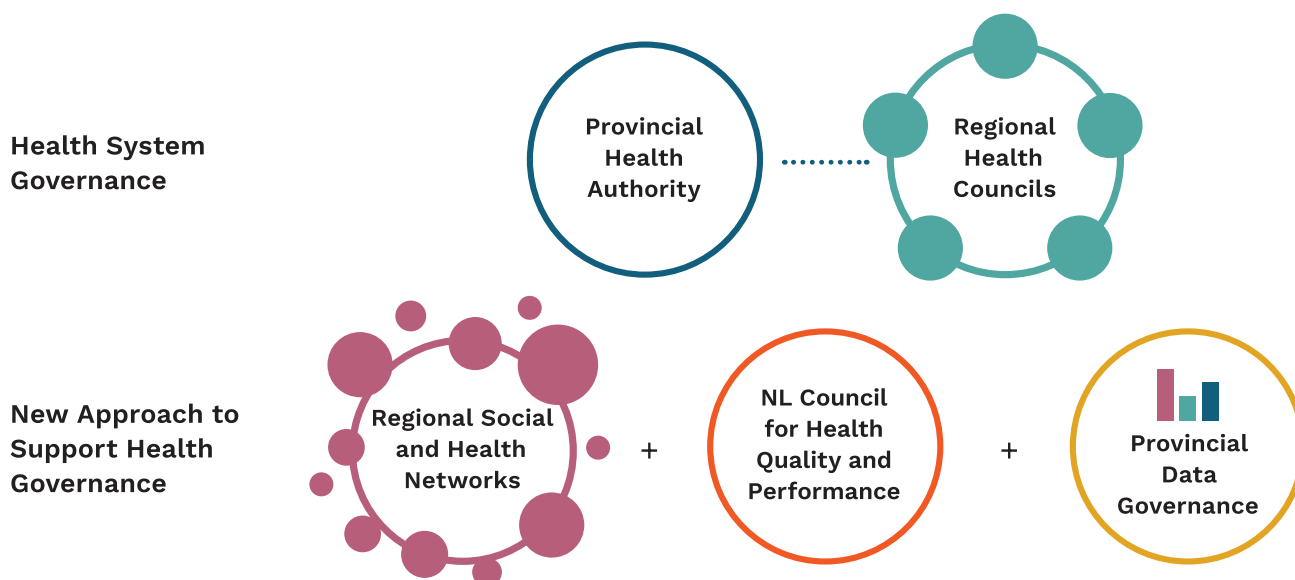 Health System
Governance
Provincial
Health
Authority
Regional
Health
Councils
New Approach to
Support Health
Governance
Regional Social
and Health
Networks
+
NL Council
for Health
Quality and
Performance
+
Provincial
Data
Governance